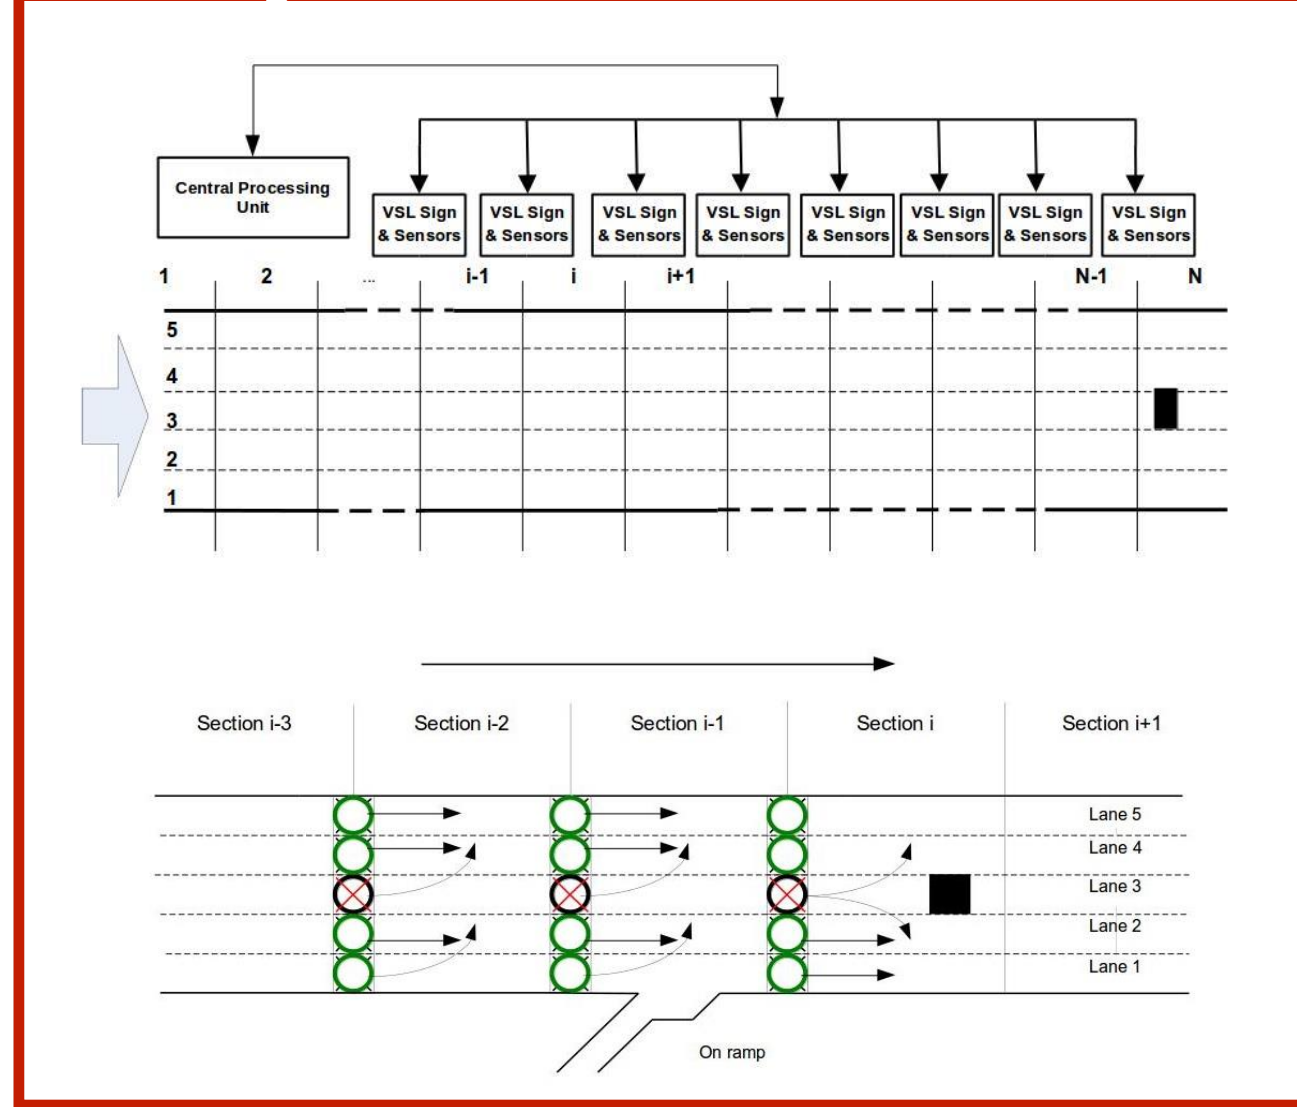 Central Processing
Unit
VSL Sign
& Sensors
VSL Sign
& Sensors
VSL Sign
& Sensors
VSL Sign
& Sensors
VSL Sign
& Sensors
VSL Sign
& Sensors
VSL Sign
& Sensors
VSL Sign
& Sensors
1 2 ... i-1 i i+1 N-1 N
5
4
3
2
1
Section i-3 Section i-2 Section i-1 Section i Section i+1
Lane 5
Lane 4
Lane 3
Lane 2
Lane 1
On ramp